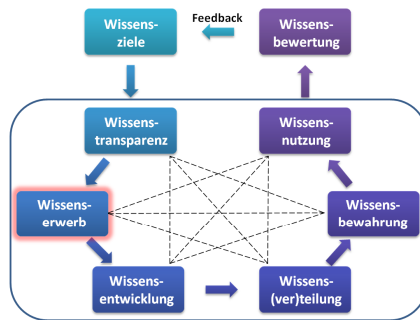 Feedback
Wissens-
ziele
Wissens-
bewertung
Wissens-
transparenz
Wissens-
nutzung
Wissens-
erwerb
Wissens-
bewahrung
Wissens-
entwicklung
Wissens-
(ver)teilung